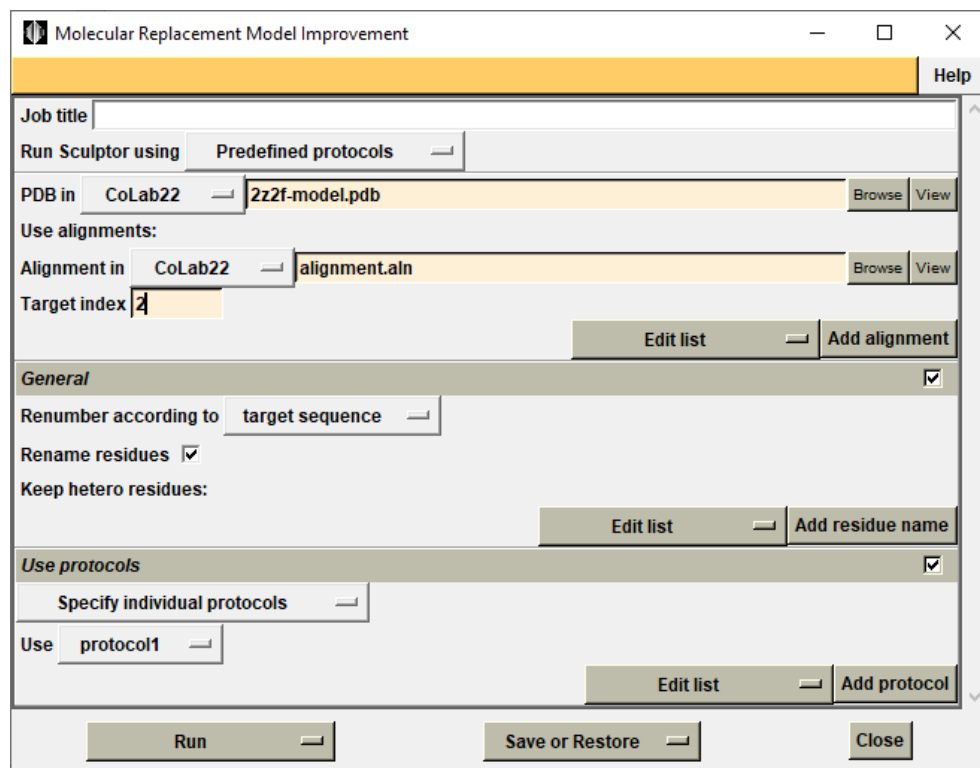 Molecular Replacement Model Improvement
Help
Job title
Run Sculptor using Predefined protocols
PDB in CoLab22 2z2f-model.pdb Browse View
Use alignments:
Alignment in CoLab22 alignment.aln Browse View
Target index 2
Edit list Add alignment
General
Renumber according to target sequence
Rename residues
Keep hetero residues:
Edit list Add residue name
Use protocols
Specify individual protocols
Use protocol1
Edit list Add protocol
Run Save or Restore Close